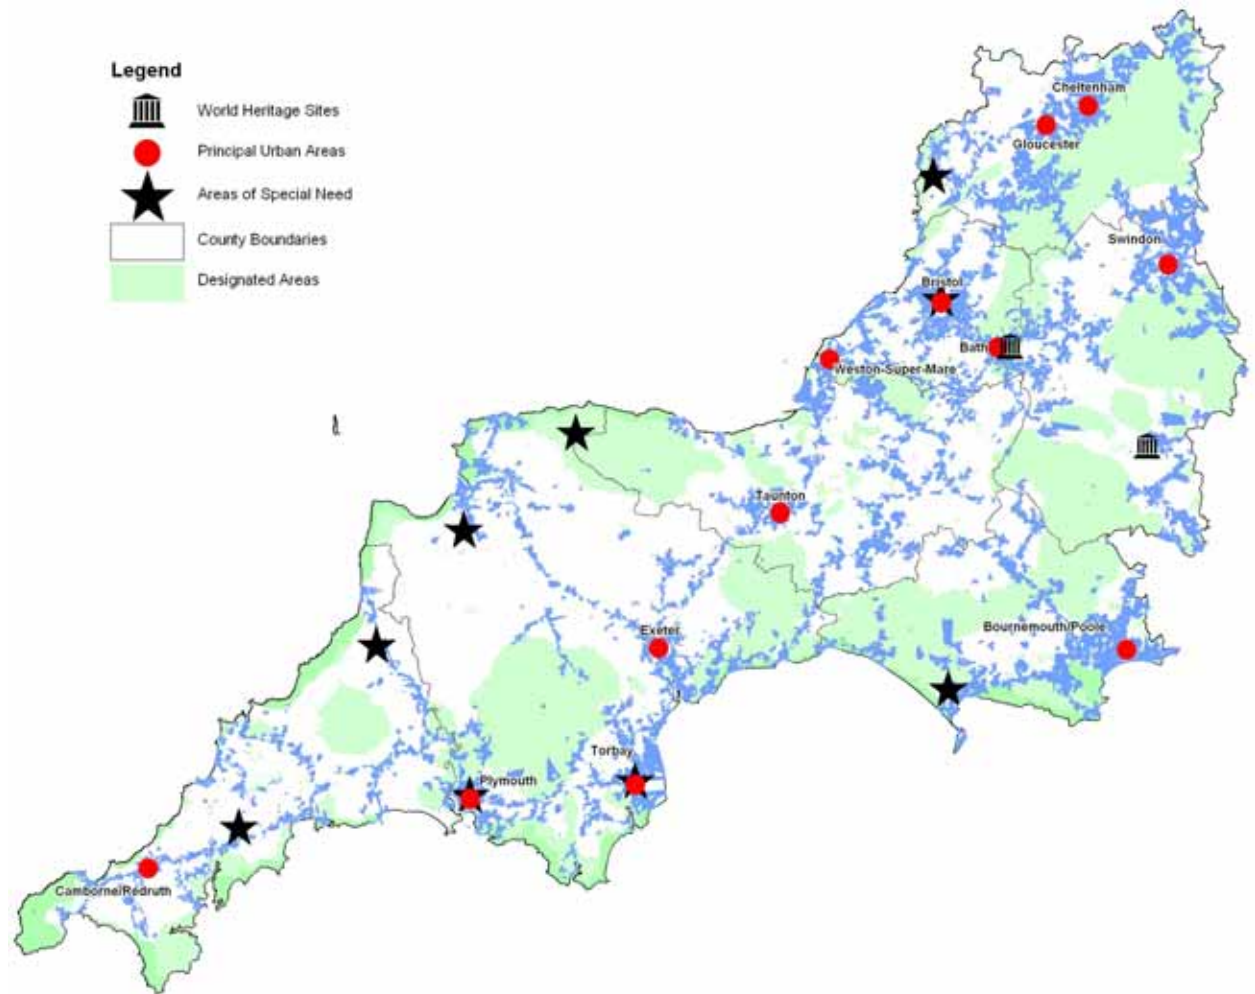 Legend
World Heritage Sites
Principal Urban Areas
Areas of Special Need
County Boundaries
Designated Areas
Cheltenham
Gloucester
Swindon
Bristol
Bath
Weston-Super-Mare
Taunton
Exeter
Bournemouth/Poole
Torbay
Plymouth
Camborne/Redruth